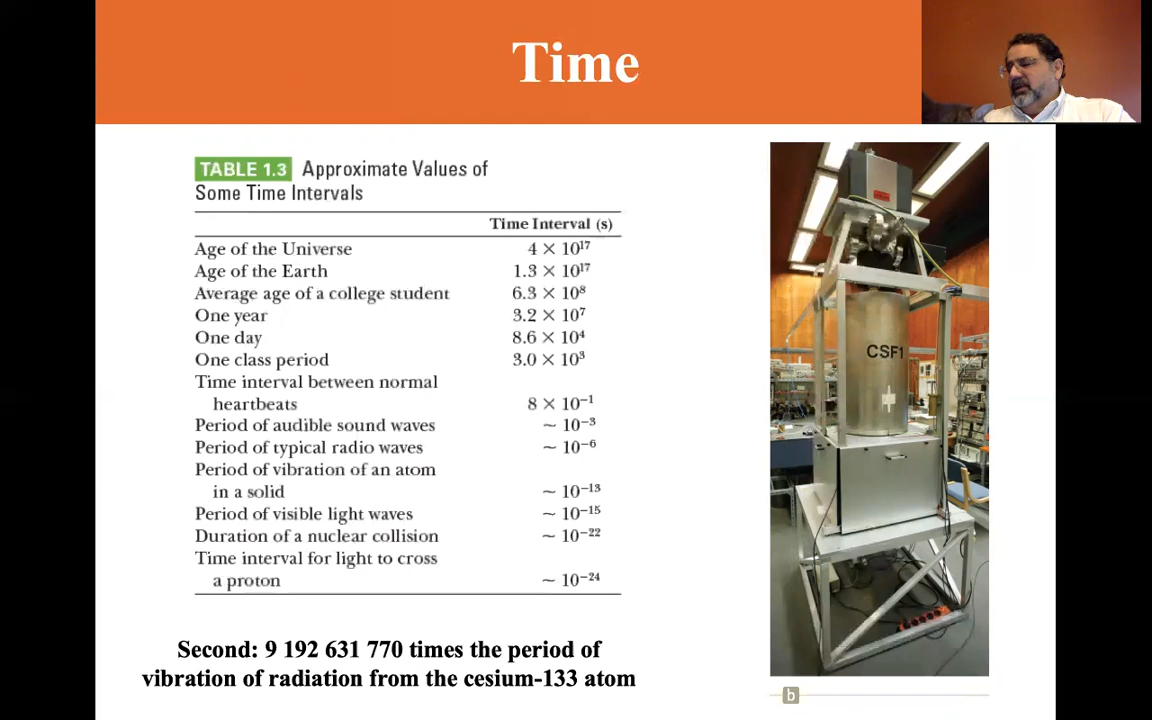 Time
TABLE 1.3 Approximate Values of
Some Time Intervals
Time Interval (s)
Age of the Universe 4 × 10¹⁷
Age of the Earth 1.3 × 10¹⁷
Average age of a college student 6.3 × 10⁸
One year 3.2 × 10⁷
One day 8.6 × 10⁴
One class period 3.0 × 10³
Time interval between normal
heartbeats 8 × 10⁻¹
Period of audible sound waves ~ 10⁻³
Period of typical radio waves ~ 10⁻⁶
Period of vibration of an atom
in a solid ~ 10⁻¹³
Period of visible light waves ~ 10⁻¹⁵
Duration of a nuclear collision ~ 10⁻²²
Time interval for light to cross
a proton ~ 10⁻²⁴
Second: 9 192 631 770 times the period of
vibration of radiation from the cesium-133 atom
CSF1
b